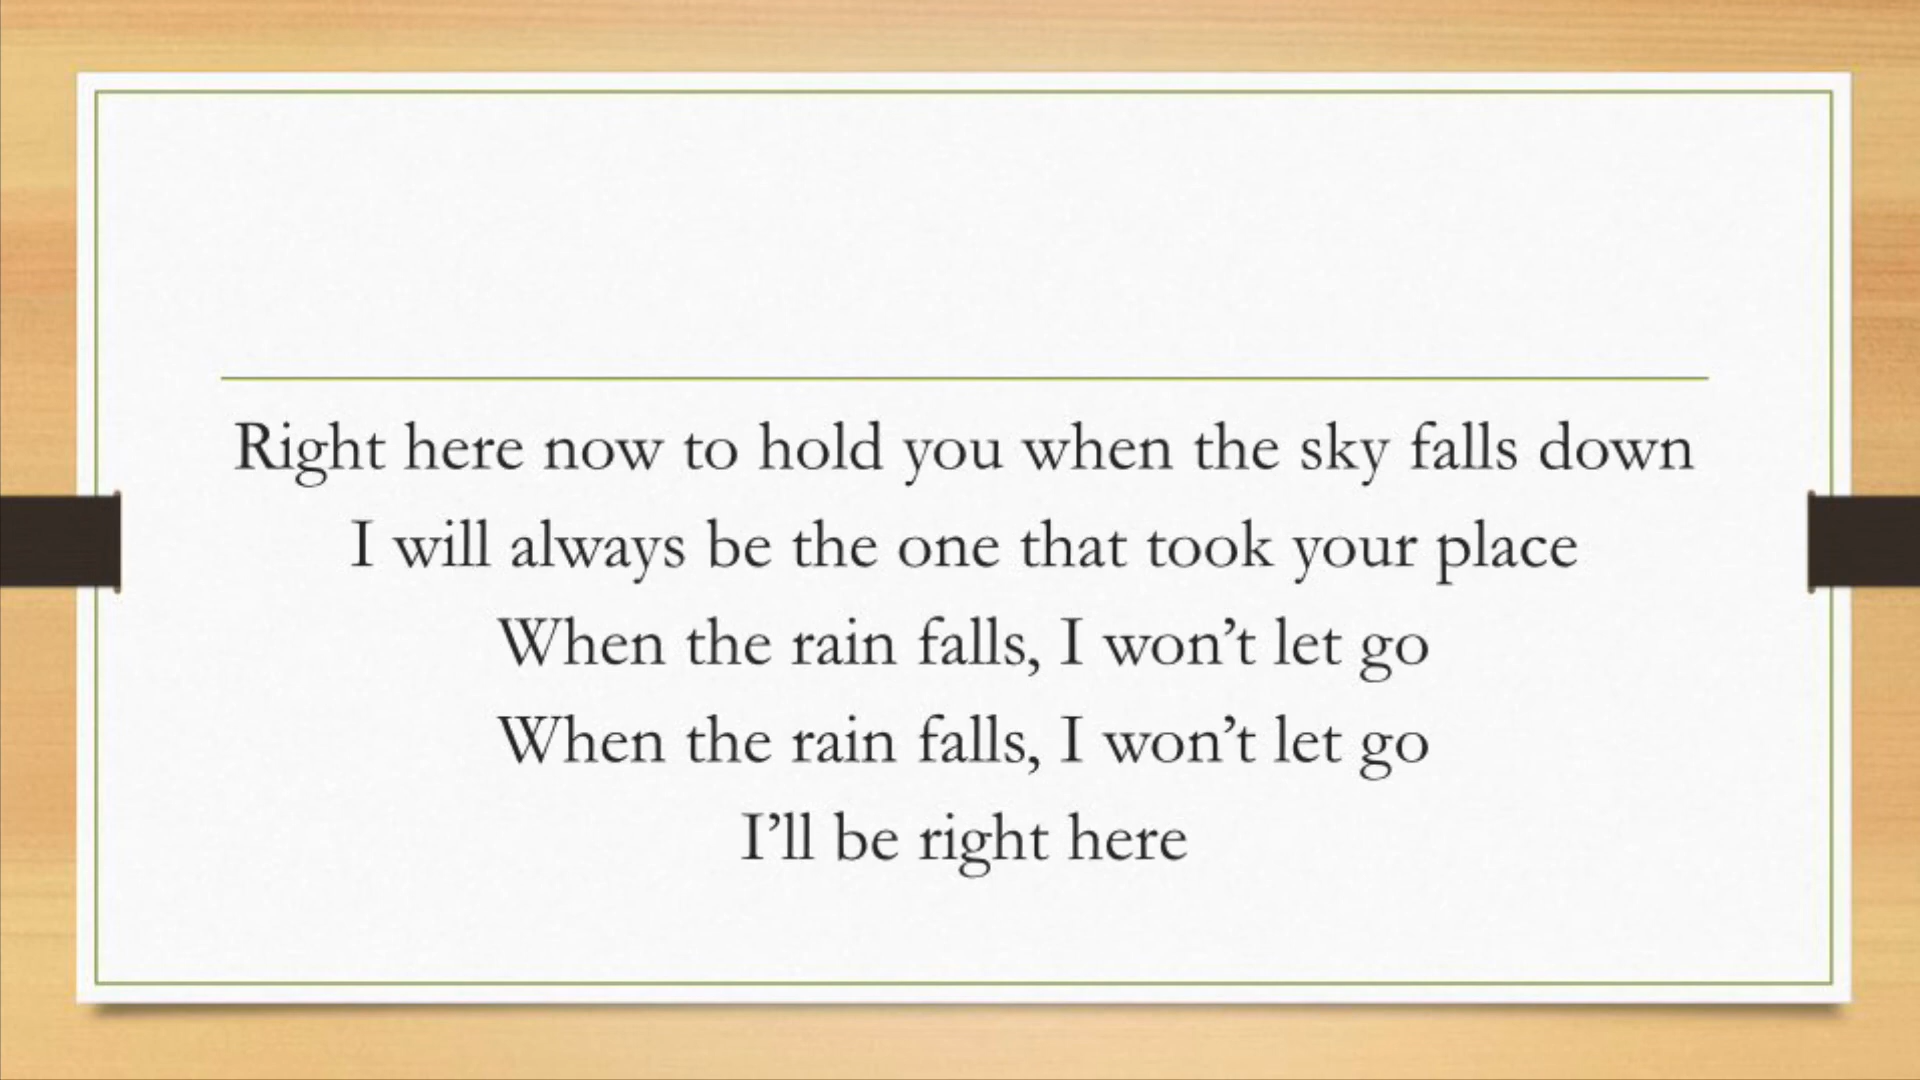 Right here now to hold you when the sky falls down
I will always be the one that took your place
When the rain falls, I won’t let go
When the rain falls, I won’t let go
I’ll be right here